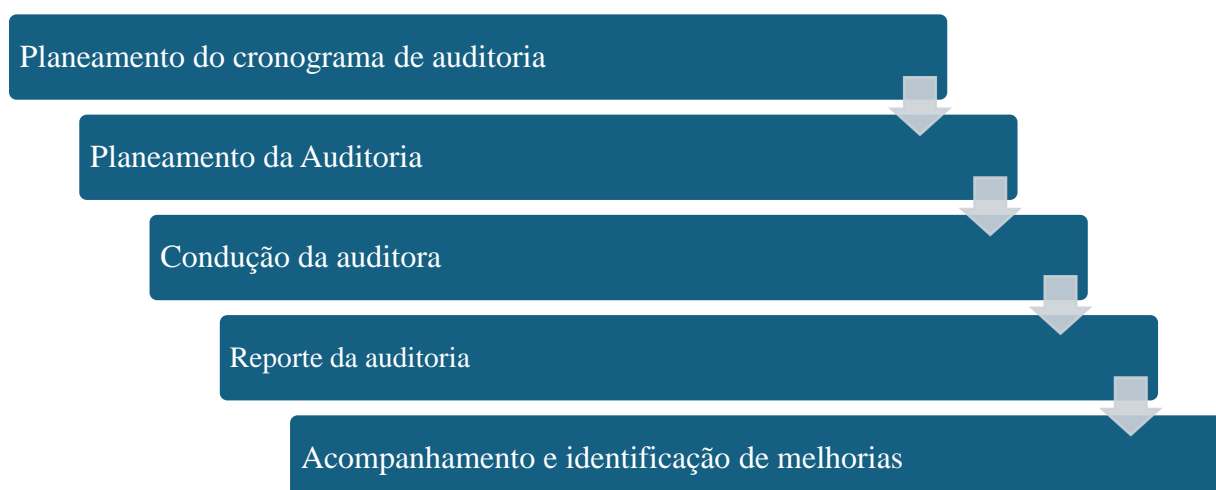 Planeamento do cronograma de auditoria
Planeamento da Auditoria
Condução da auditora
Reporte da auditoria
Acompanhamento e identificação de melhorias